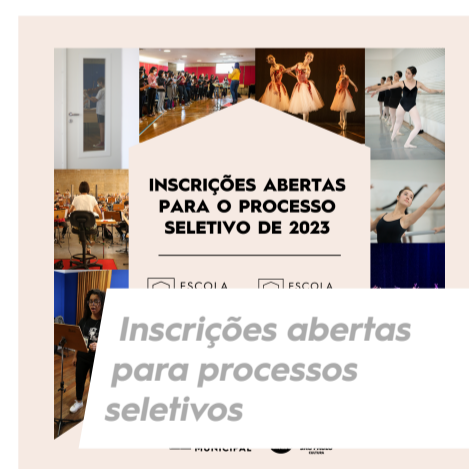 INSCRIÇÕES ABERTAS
PARA O PROCESSO
SELETIVO DE 2023
ESCOLA ESCOLA
Inscrições abertas
para processos
seletivos
MUNICIPAL